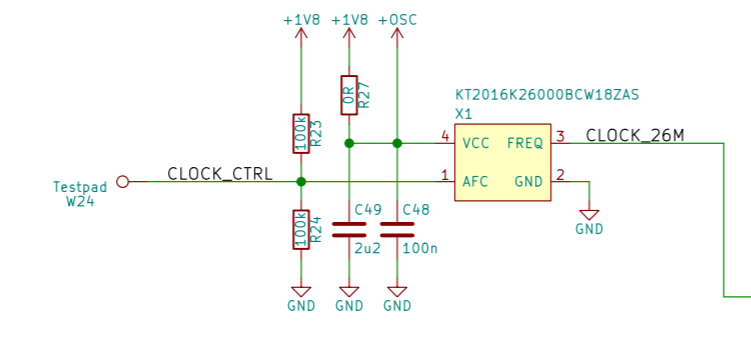 +1V8 +1V8 +OSC
0R
R27
KT2016K26000BCW18ZAS
X1
100k
R23
4 VCC FREQ 3 CLOCK_26M
CLOCK_CTRL
1 AFC GND 2
Testpad
W24
100k
R24
C49 C48
GND
2u2 100n
GND GND GND